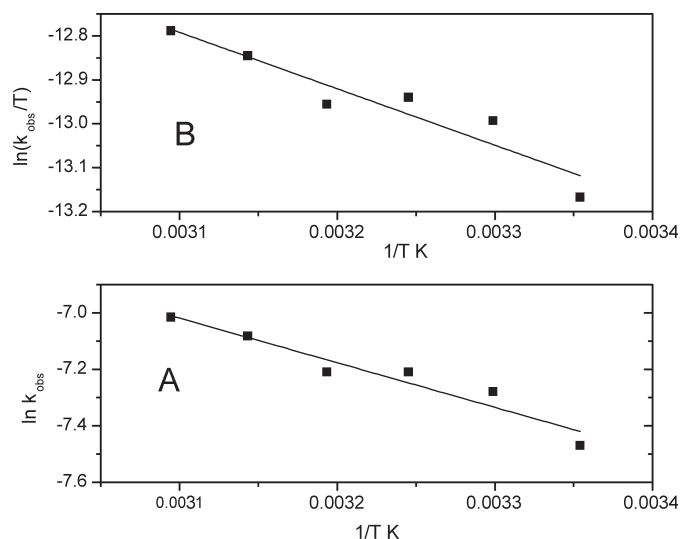 -12.8
-12.9
-13.0
-13.1
-13.2
ln(k obs /T)
B
0.0031 0.0032 0.0033 0.0034
1/T K
-7.0
-7.2
-7.4
-7.6
ln k obs
A
0.0031 0.0032 0.0033 0.0034
1/T K